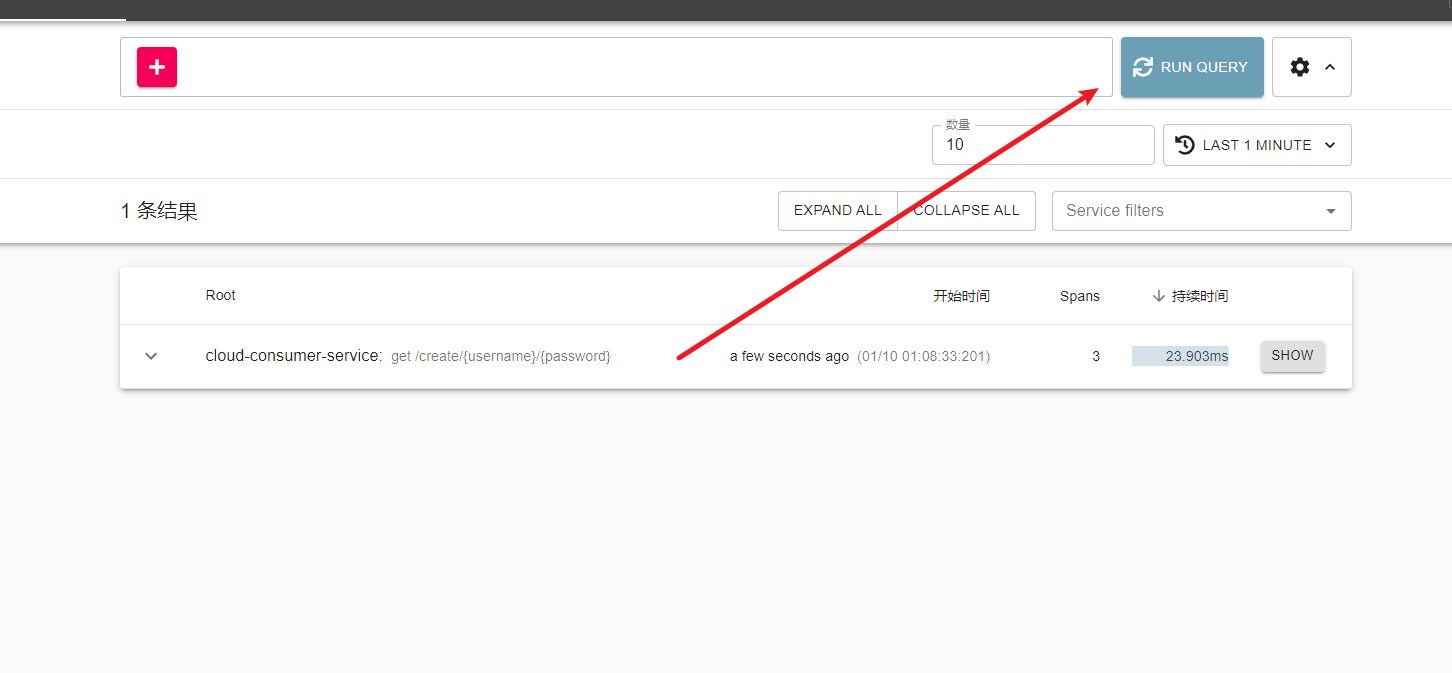 RUN QUERY
数量
10
LAST 1 MINUTE
1 条结果
EXPAND ALL
COLLAPSE ALL
Service filters
Root
开始时间
Spans
持续时间
cloud-consumer-service: get /create/{username}/{password}
a few seconds ago (01/10 01:08:33:201)
3
23.903ms
SHOW